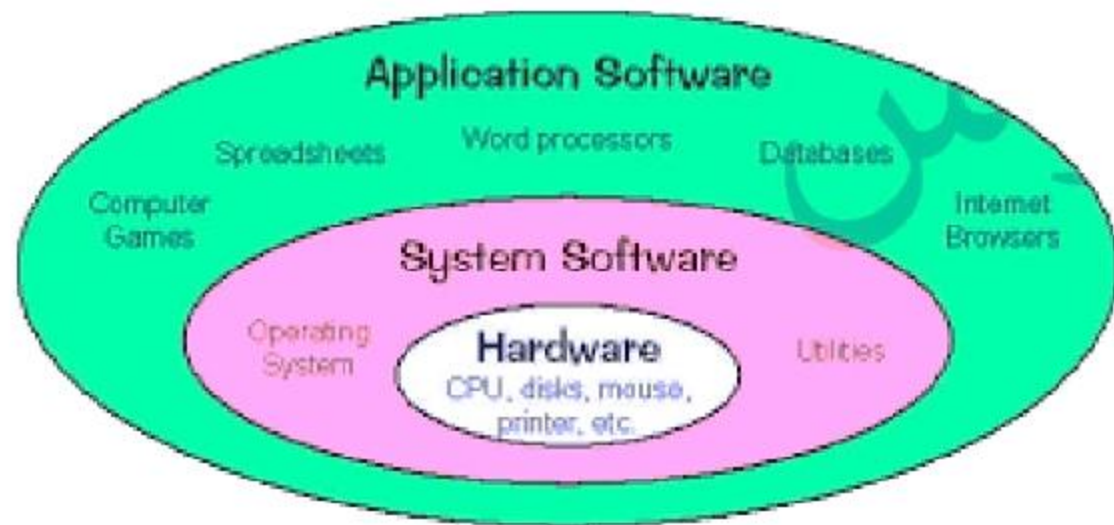 Application Software
Spreadsheets Word processors Databases
Computer
Games
Internet
Browsers
System Software
Operating
System
Utilities
Hardware
CPU, disks, mouse,
printer, etc.